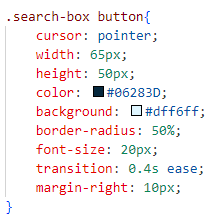 .search-box button{
cursor: pointer;
width: 65px;
height: 50px;
color: #06283D;
background: #dff6ff;
border-radius: 50%;
font-size: 20px;
transition: 0.4s ease;
margin-right: 10px;
}